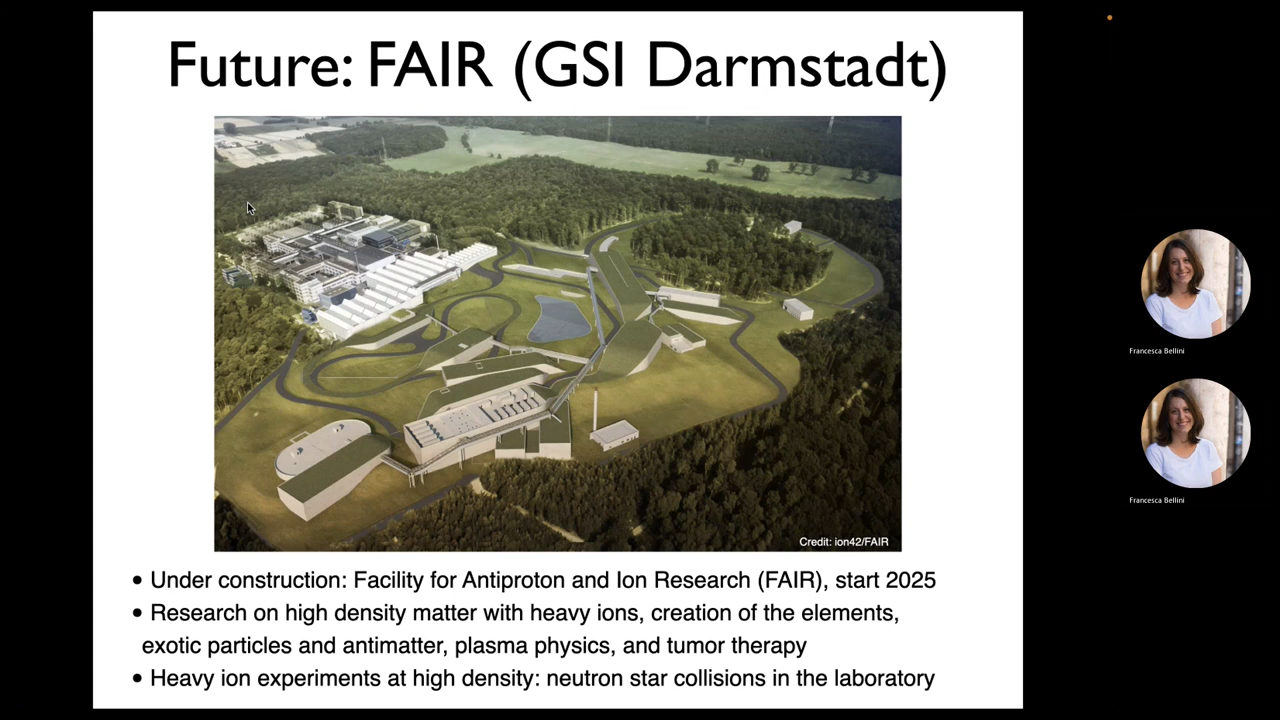 Future: FAIR (GSI Darmstadt)
Credit: ion42/FAIR
• Under construction: Facility for Antiproton and Ion Research (FAIR), start 2025
• Research on high density matter with heavy ions, creation of the elements,
exotic particles and antimatter, plasma physics, and tumor therapy
• Heavy ion experiments at high density: neutron star collisions in the laboratory
Francesca Bellini
Francesca Bellini